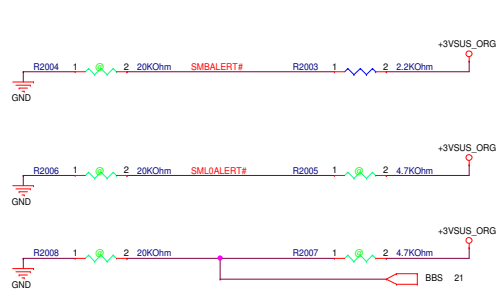 +3VSUS_ORG
R2004 1 @ 2 20KOhm SMBALERT# R2003 1 2 2.2KOhm
GND
+3VSUS_ORG
R2006 1 @ 2 20KOhm SML0ALERT# R2005 1 @ 2 4.7KOhm
GND
+3VSUS_ORG
R2008 1 @ 2 20KOhm R2007 1 @ 2 4.7KOhm
BBS 21
GND